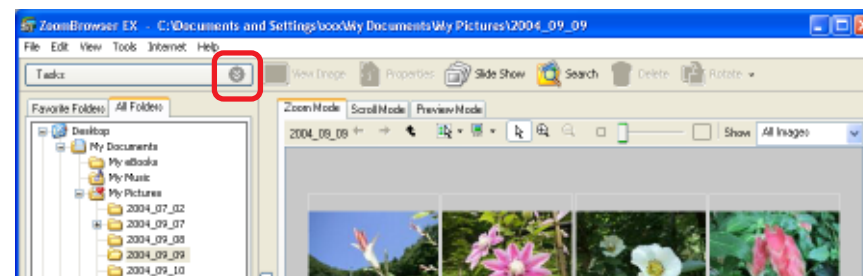 ZoomBrowser EX - C:\Documents and Settings\xxx\My Documents\My Pictures\2004_09_09
File Edit View Tools Internet Help
Tasks View Image Properties Slide Show Search Delete Rotate
Favorite Folders All Folders Zoom Mode Scroll Mode Preview Mode
2004_09_09 Show All Images
Desktop
My Documents
My eBooks
My Music
My Pictures
2004_07_02
2004_09_07
2004_09_08
2004_09_09
2004_09_10